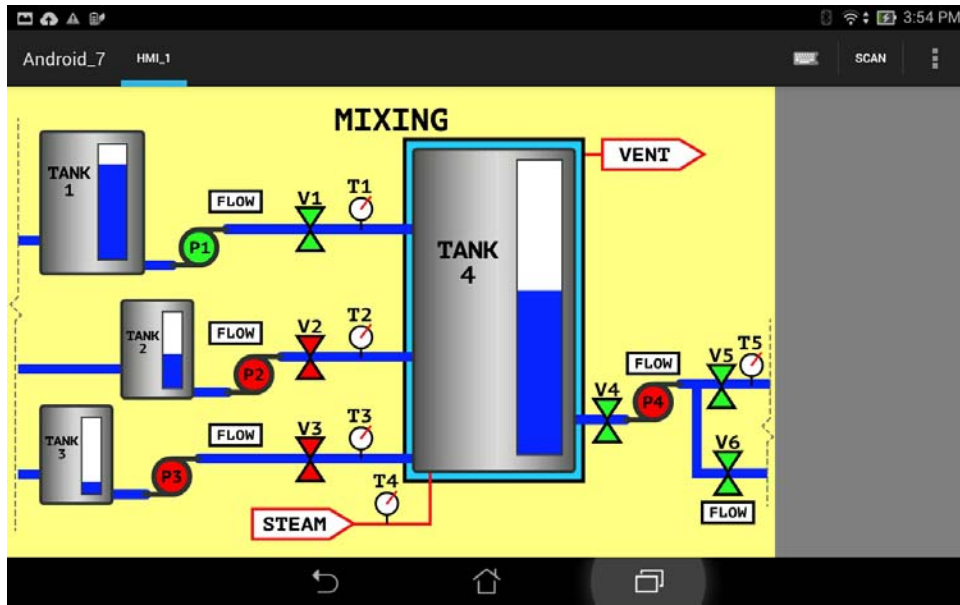 3:54 PM
Android_7
HMI_1
SCAN
MIXING
VENT
TANK
1
FLOW
V1
T1
P1
TANK
4
TANK
2
FLOW
V2
T2
P2
TANK
3
FLOW
V3
T3
P3
T4
STEAM
V4
FLOW
P4
V5
T5
V6
FLOW